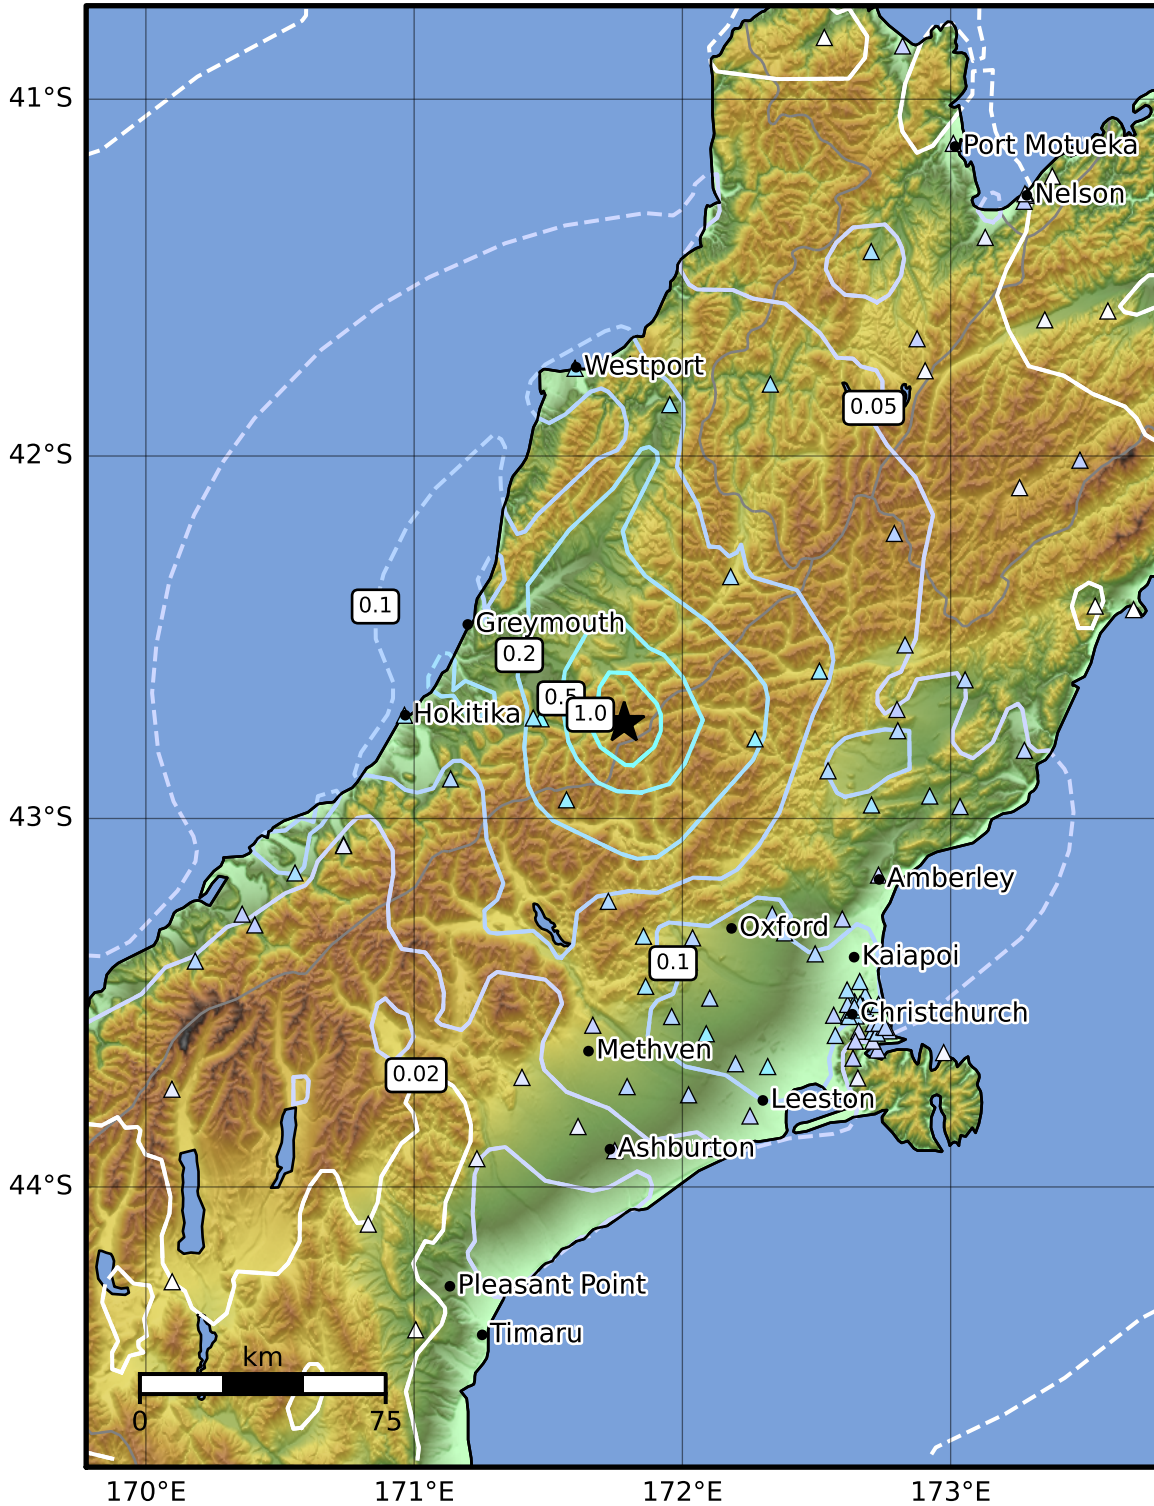 41°S
Port Motueka
Nelson
Westport
0.05
42°S
0.1
Greymouth
0.2
0.5
1.0
Hokitika
43°S
Amberley
Oxford
Kaiapoi
0.1
Christchurch
Methven
0.02
Leeston
Ashburton
44°S
Pleasant Point
Timaru
km
0
75
170°E
171°E
172°E
173°E